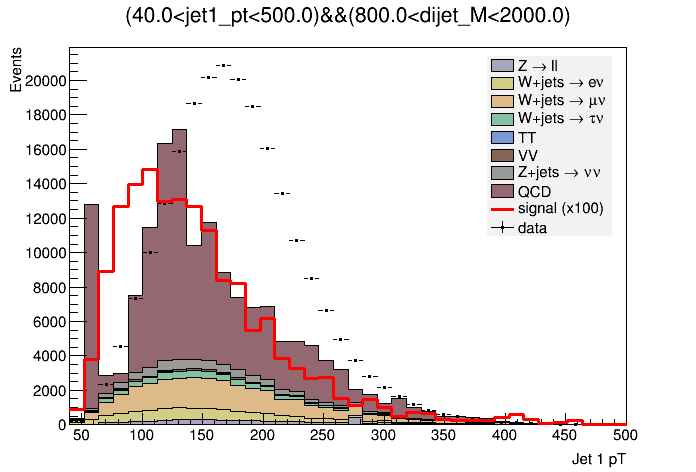 (40.0<jet1_pt<500.0)&&(800.0<dijet_M<2000.0)
Events
20000
18000
16000
14000
12000
10000
8000
6000
4000
2000
0
Z → ll
W+jets → eν
W+jets → μν
W+jets → τν
TT
VV
Z+jets → νν
QCD
signal (x100)
data
50 100 150 200 250 300 350 400 450 500
Jet 1 pT